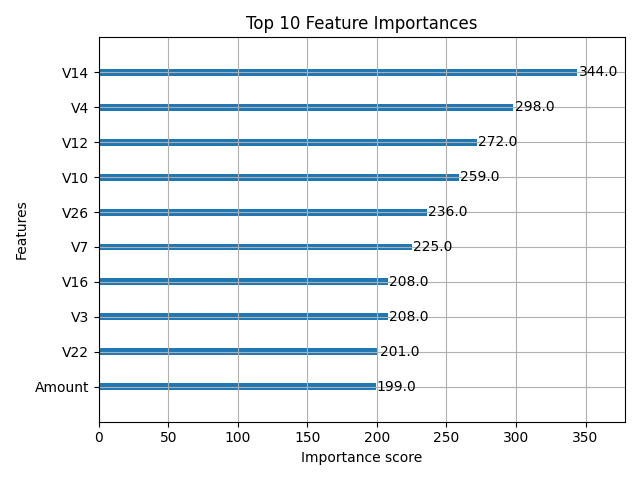 Top 10 Feature Importances
V14 344.0
V4 298.0
V12 272.0
V10 259.0
V26 236.0
V7 225.0
V16 208.0
V3 208.0
V22 201.0
Amount 199.0
Features
0 50 100 150 200 250 300 350
Importance score